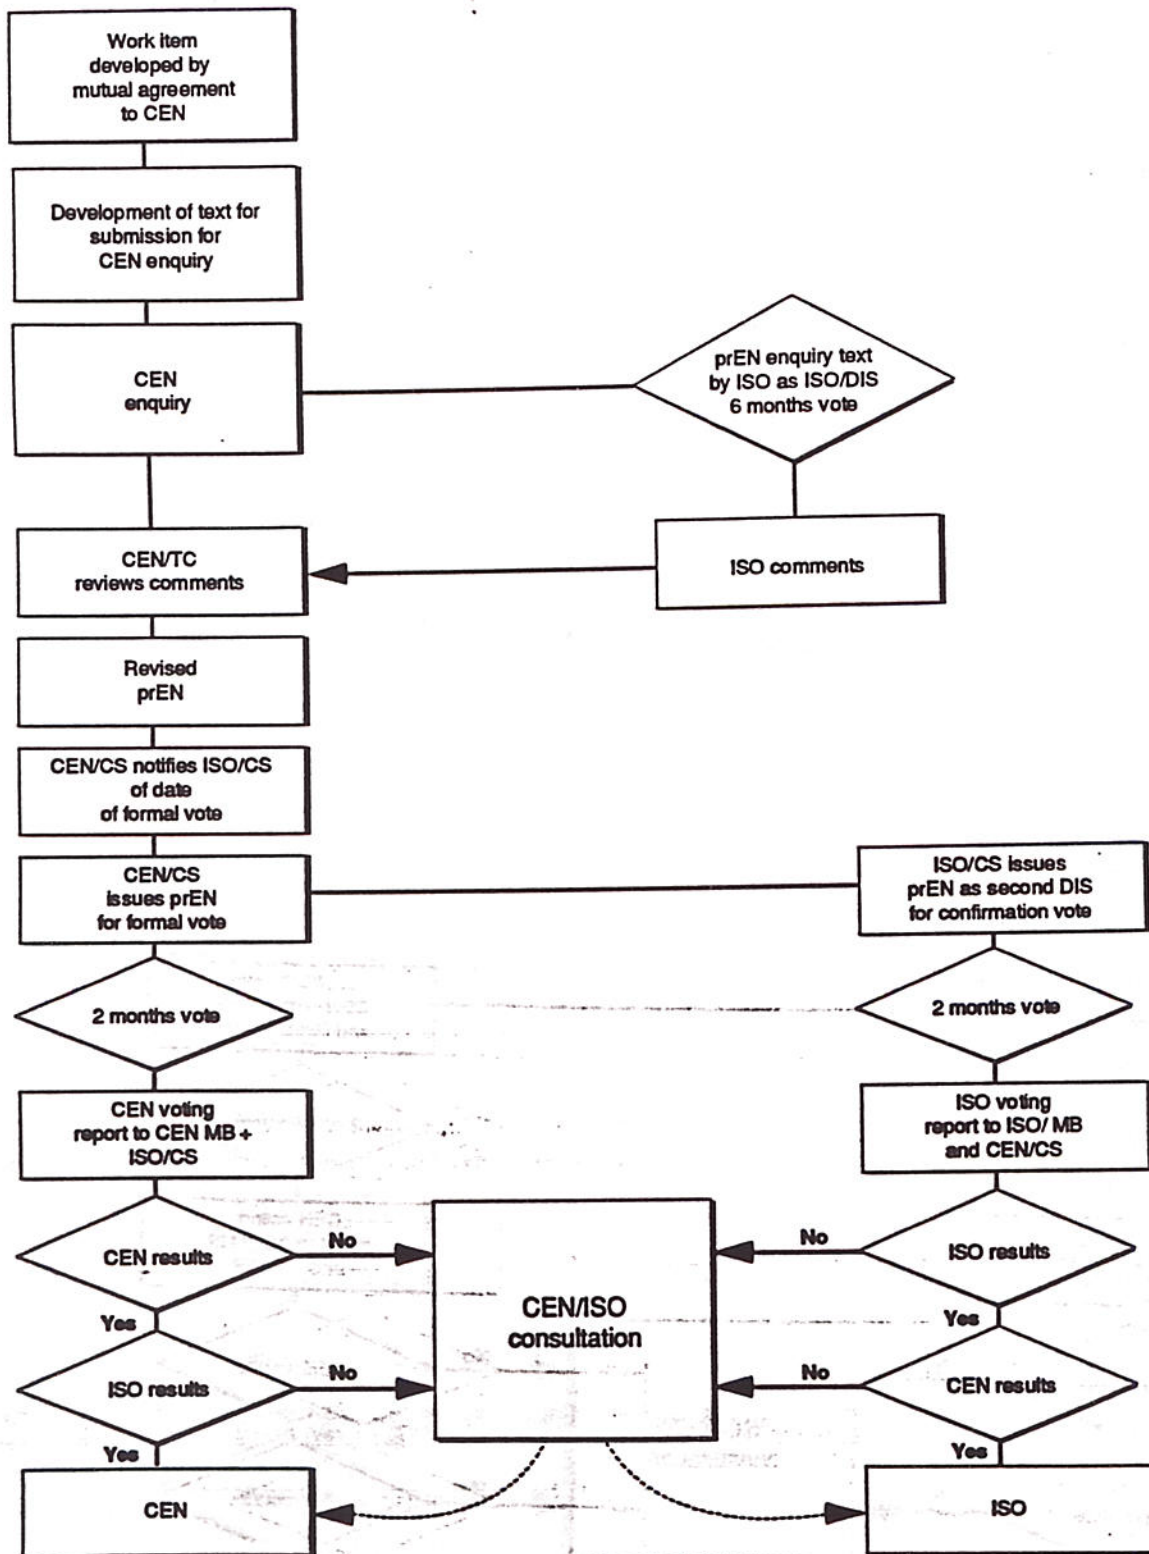 Work item
developed by
mutual agreement
to CEN
Development of text for
submission for
CEN enquiry
CEN
enquiry
prEN enquiry text
by ISO as ISO/DIS
6 months vote
CEN/TC
reviews comments
ISO comments
Revised
prEN
CEN/CS notifies ISO/CS
of date
of formal vote
CEN/CS
issues prEN
for formal vote
ISO/CS issues
prEN as second DIS
for confirmation vote
2 months vote
2 months vote
CEN voting
report to CEN MB +
ISO/CS
ISO voting
report to ISO/ MB
and CEN/CS
CEN results
No
CEN/ISO
consultation
No
ISO results
Yes
Yes
ISO results
No
No
CEN results
Yes
Yes
CEN
ISO